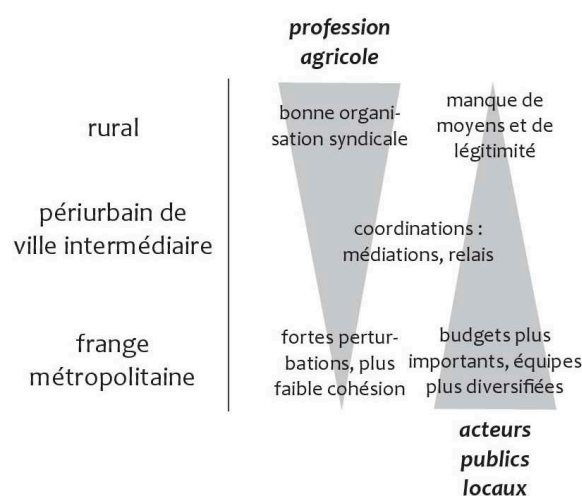 profession
agricole
rural
bonne organi-
sation syndicale
manque de
moyens et de
légitimité
périurbain de
ville intermédiaire
coordinations :
médiations, relais
frange
métropolitaine
fortes pertur-
bations, plus
faible cohésion
budgets plus
importants, équipes
plus diversifiées
acteurs
publics
locaux